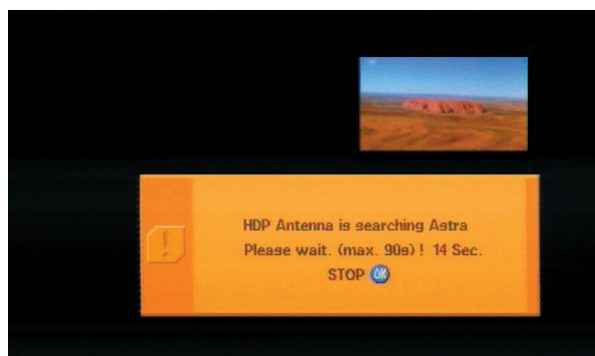 HDP Antenna is searching Astra
Please wait. (max. 90s) ! 14 Sec.
STOP OK